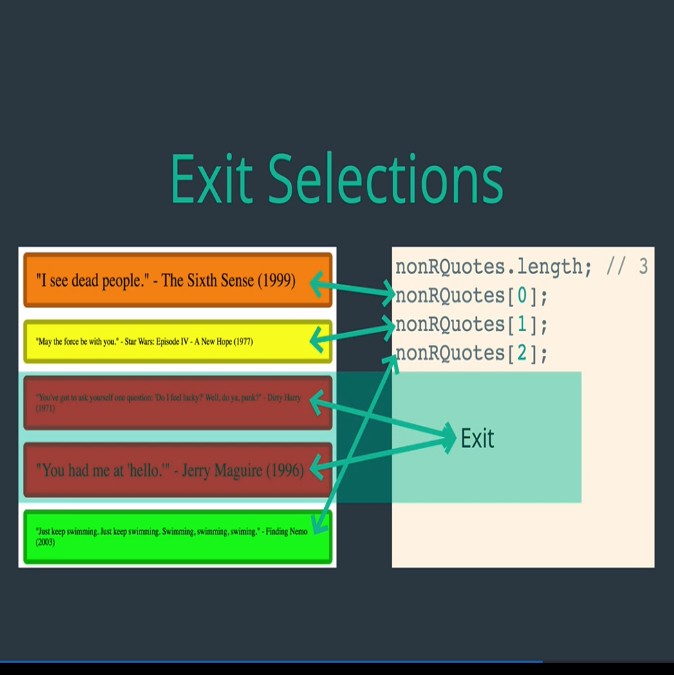 Exit Selections
"I see dead people." - The Sixth Sense (1999)
"May the force be with you." - Star Wars: Episode IV - A New Hope (1977)
"You've got to ask yourself one question: 'Do I feel lucky?' Well, do ya, punk?" - Dirty Harry
(1971)
"You had me at 'hello.'" - Jerry Maguire (1996)
"Just keep swimming. Just keep swimming. Swimming, swimming, swiming." - Finding Nemo
(2003)
nonRQuotes.length; // 3
nonRQuotes[0];
nonRQuotes[1];
nonRQuotes[2];
Exit